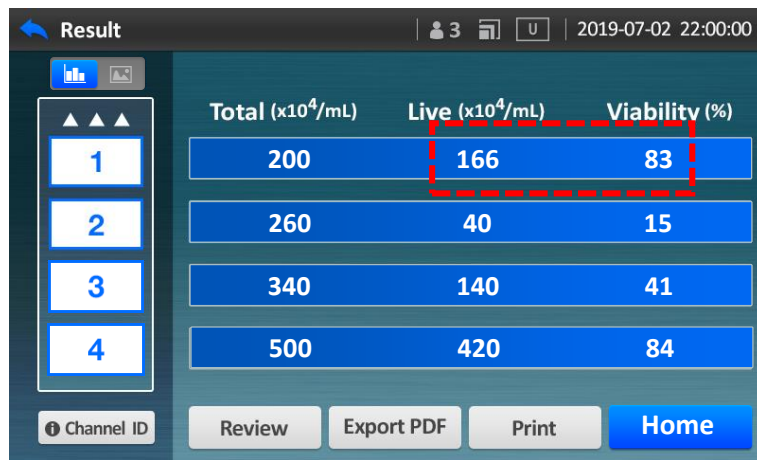 Result 3 U 2019-07-02 22:00:00
Total (x10⁴/mL) Live (x10⁴/mL) Viability (%)
1 200 166 83
2 260 40 15
3 340 140 41
4 500 420 84
Channel ID Review Export PDF Print Home